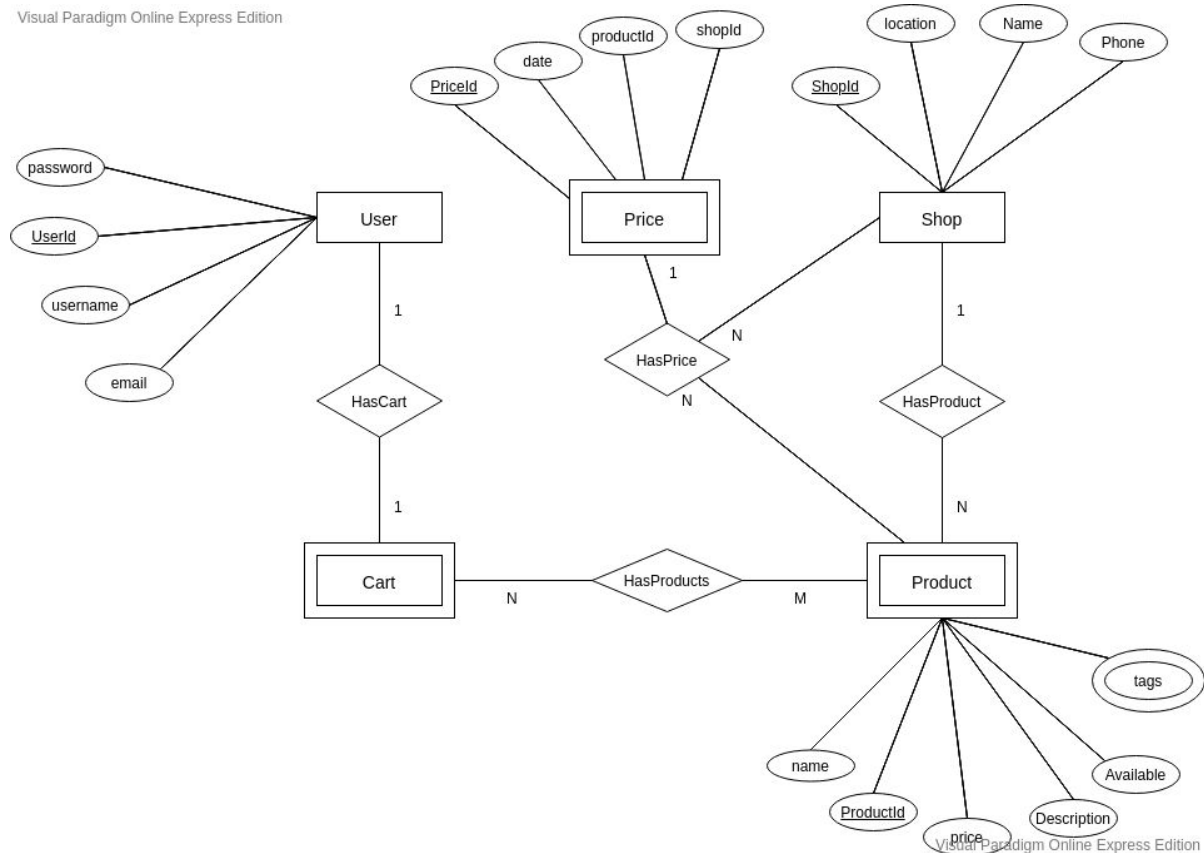 Visual Paradigm Online Express Edition
location
Name
shopId
productId
Phone
date
PriceId
ShopId
password
User
Price
Shop
UserId
1
username
1
1
N
HasPrice
email
N
HasCart
HasProduct
1
N
Cart
HasProducts
Product
N
M
tags
name
Available
ProductId
Description
price
Visual Paradigm Online Express Edition